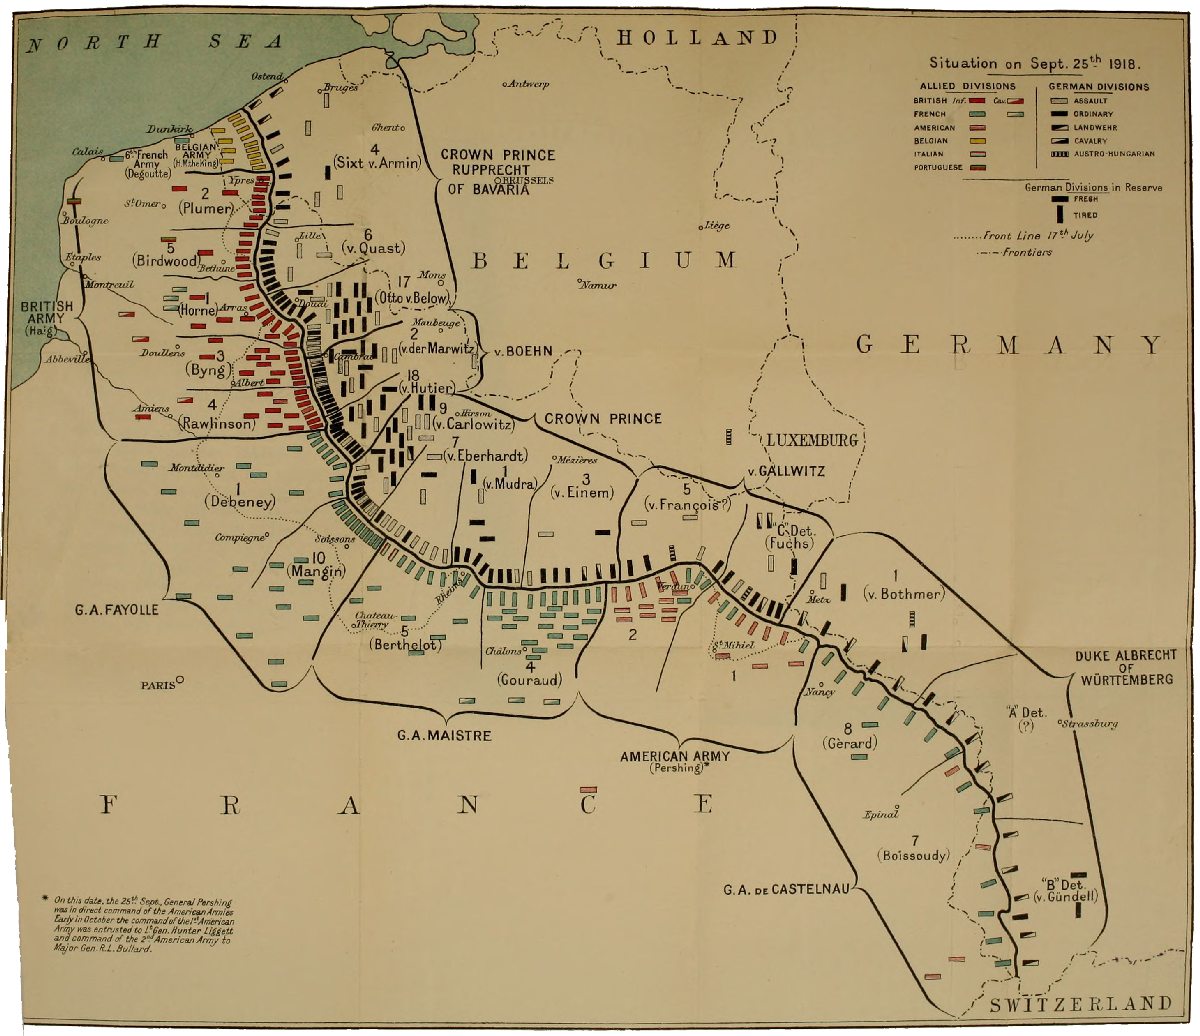 NORTH SEA
HOLLAND
Situation on Sept. 25th 1918.
ALLIED DIVISIONS
BRITISH Inf. Cav.
FRENCH
AMERICAN
BELGIAN
ITALIAN
PORTUGUESE
GERMAN DIVISIONS
ASSAULT
ORDINARY
LANDWEHR
CAVALRY
AUSTRO-HUNGARIAN
German Divisions in Reserve
FRESH
TIRED
Front Line 17th July
Frontiers
Ostend
Bruges
Antwerp
Dunkirk
Ghent
Calais
6th French
Army
(Degoutte)
BELGIAN
ARMY
(H.M. the King)
4
(Sixt v. Armin)
CROWN PRINCE
RUPPRECHT
OF BAVARIA
BRUSSELS
Ypres
2
(Plumer)
St Omer
Boulogne
Lille
6
(v. Quast)
Liège
5
(Birdwood)
Bethune
BELGIUM
Etaples
Montreuil
Mons
Namur
17
(Otto v. Below)
BRITISH
ARMY
(Haig)
1
(Horne)
Arras
Douai
Maubeuge
2
(v. der Marwitz)
v. BOEHN
GERMANY
Abbeville
Doullens
3
(Byng)
Cambrai
Albert
18
(v. Hutier)
Amiens
4
(Rawlinson)
9
(v. Carlowitz)
Hirson
CROWN PRINCE
LUXEMBURG
7
(v. Eberhardt)
Mézières
v. GALLWITZ
Montdidier
1
(Debeney)
1
(v. Mudra)
3
(v. Einem)
5
(v. François?)
"C" Det.
(Fuchs)
Compiegne
Soissons
10
(Mangin)
G.A. FAYOLLE
Rheims
Verdun
Metz
1
(v. Bothmer)
Chateau-
Thierry
5
(Berthelot)
Châlons
4
(Gouraud)
2
St Mihiel
1
Nancy
DUKE ALBRECHT
OF
WÜRTTEMBERG
PARIS
G.A. MAISTRE
AMERICAN ARMY
(Pershing)*
8
(Gèrard)
"A" Det.
(?)
Strassburg
FRANCE
Epinal
7
(Boissoudy)
G.A. DE CASTELNAU
"B" Det.
(v. Gündell)
* On this date, the 25th Sept., General Pershing
was in direct command of the American Armies
Early in October the command of the 1st American
Army was entrusted to Lt Gen. Hunter Liggett
and command of the 2nd American Army to
Major Gen. R.L. Bullard.
SWITZERLAND